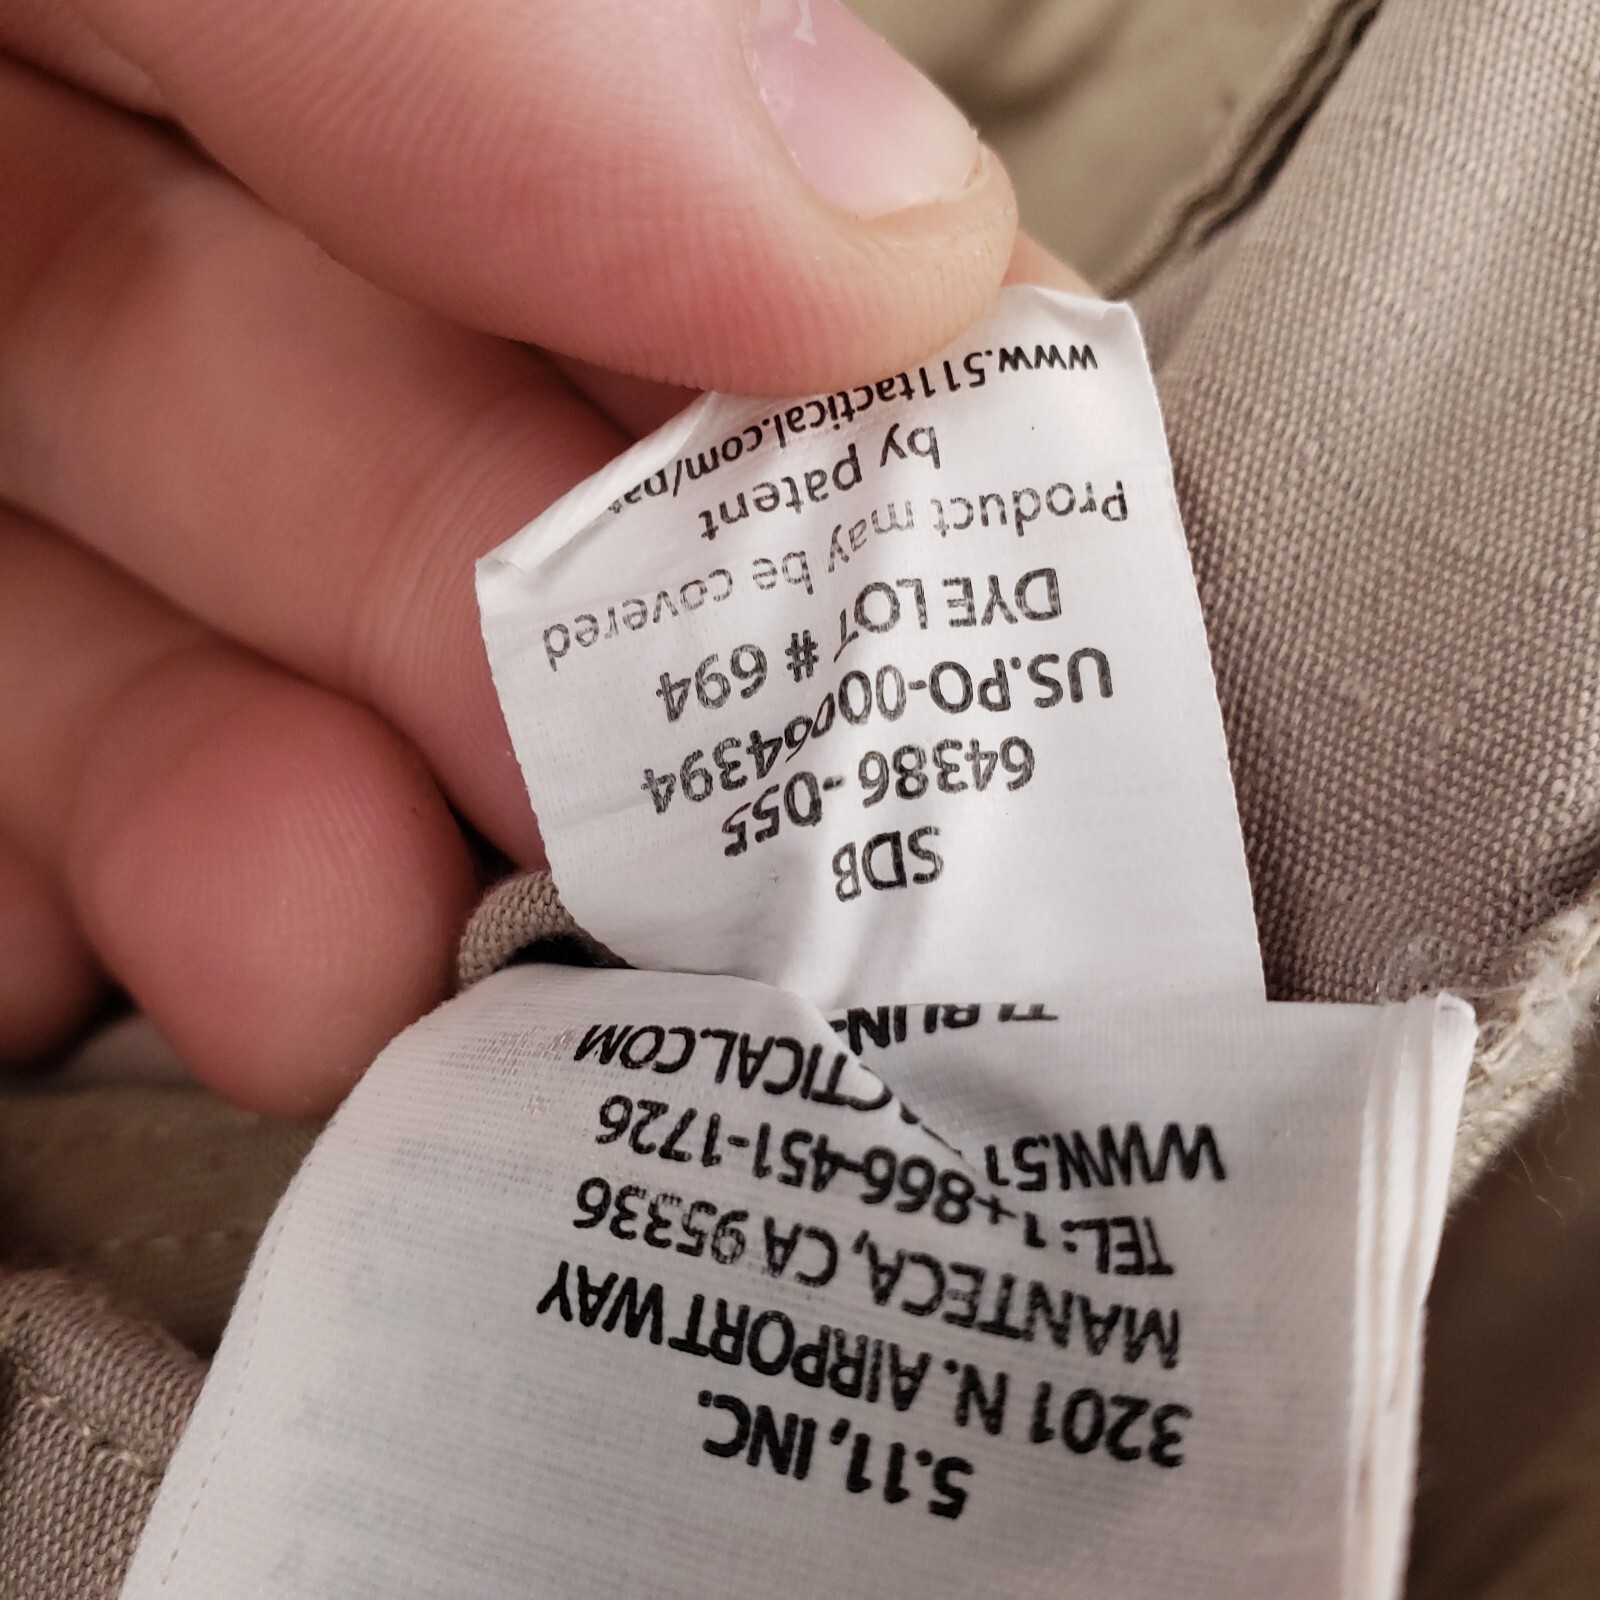 5.11, INC.
3201 N. AIRPORT WAY
MANTECA, CA 95336
TEL: 1+866-451-1726
WWW.51 ACTICAL.COM
SDB
64386 -055
US.PO-00064394
DYE LOT # 694
Product may be covered
by patent
www.511tactical.com/pa